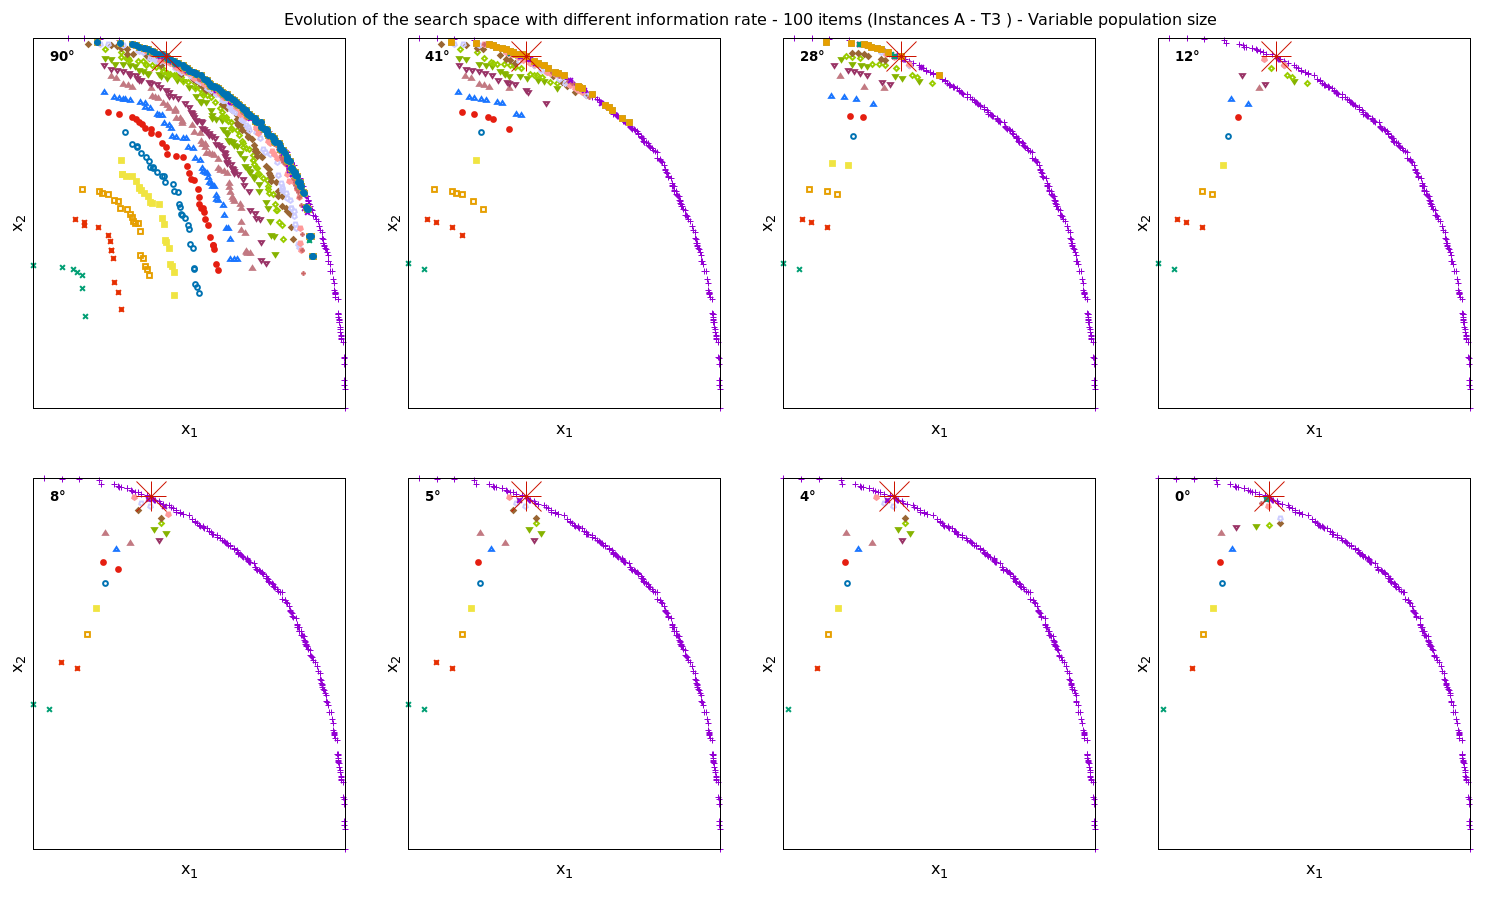 Evolution of the search space with different information rate - 100 items (Instances A - T3 ) - Variable population size
90°
41°
28°
12°
x2
x2
x2
x2
x1
x1
x1
x1
8°
5°
4°
0°
x2
x2
x2
x2
x1
x1
x1
x1